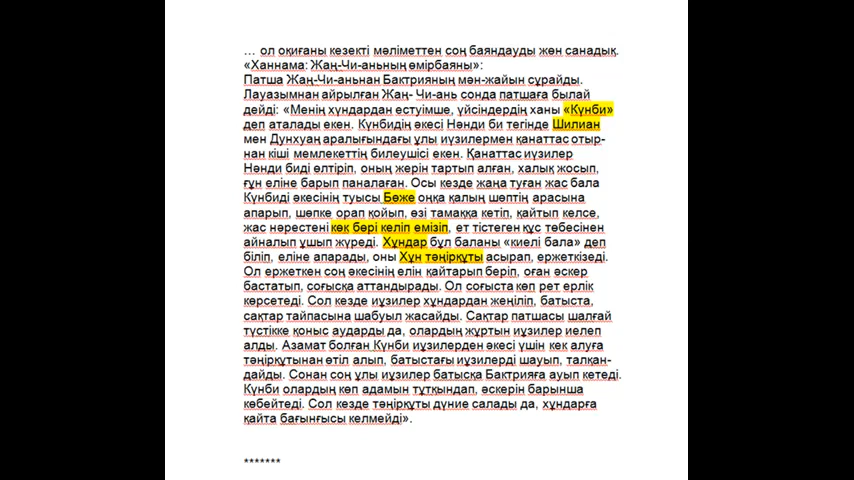 … ол оқиғаны кезекті мәліметтен соң баяндауды жөн санадық.
«Ханнама: Жаң-Чи-аньның өмірбаяны»:
Патша Жаң-Чи-аньнан Бактрияның мән-жайын сұрайды.
Лауазымнан айрылған Жаң- Чи-ань сонда патшаға былай
дейді: «Менің хұндардан естуімше, үйсіндердің ханы «Күнби»
деп аталады екен. Күнбидің әкесі Нәнди би тегінде Шилиан
мен Дунхуаң аралығындағы ұлы иүзилермен қанаттас отыр-
нан кіші мемлекеттің билеушісі екен. Қанаттас иүзилер
Нәнди биді өлтіріп, оның жерін тартып алған, халық жосып,
ғұн еліне барып паналаған. Осы кезде жаңа туған жас бала
Күнбиді әкесінің туысы Бөже оңқа қалың шөптің арасына
апарып, шөпке орап қойып, өзі тамаққа кетіп, қайтып келсе,
жас нәрестені көк бөрі келіп емізіп, ет тістеген құс төбесінен
айналып ұшып жүреді. Хұндар бұл баланы «киелі бала» деп
біліп, еліне апарады, оны Хұн тәңірқұты асырап, ержеткізеді.
Ол ержеткен соң әкесінің елін қайтарып беріп, оған әскер
бастатып, соғысқа аттандырады. Ол соғыста көп рет ерлік
көрсетеді. Сол кезде иұзилер хұндардан жеңіліп, батыста,
сақтар тайпасына шабуыл жасайды. Сақтар патшасы шалғай
түстікке қоныс аударды да, олардың жұртын иұзилер иелеп
алды. Азамат болған Күнби иұзилерден әкесі үшін кек алуға
тәңірқұтынан өтіл алып, батыстағы иұзилерді шауып, талқан-
дайды. Сонан соң ұлы иұзилер батысқа Бактрияға ауып кетеді.
Күнби олардың көп адамын тұтқындап, әскерін барынша
көбейтеді. Сол кезде тәңірқұты дүние салады да, хұндарға
қайта бағынғысы келмейді».
*******